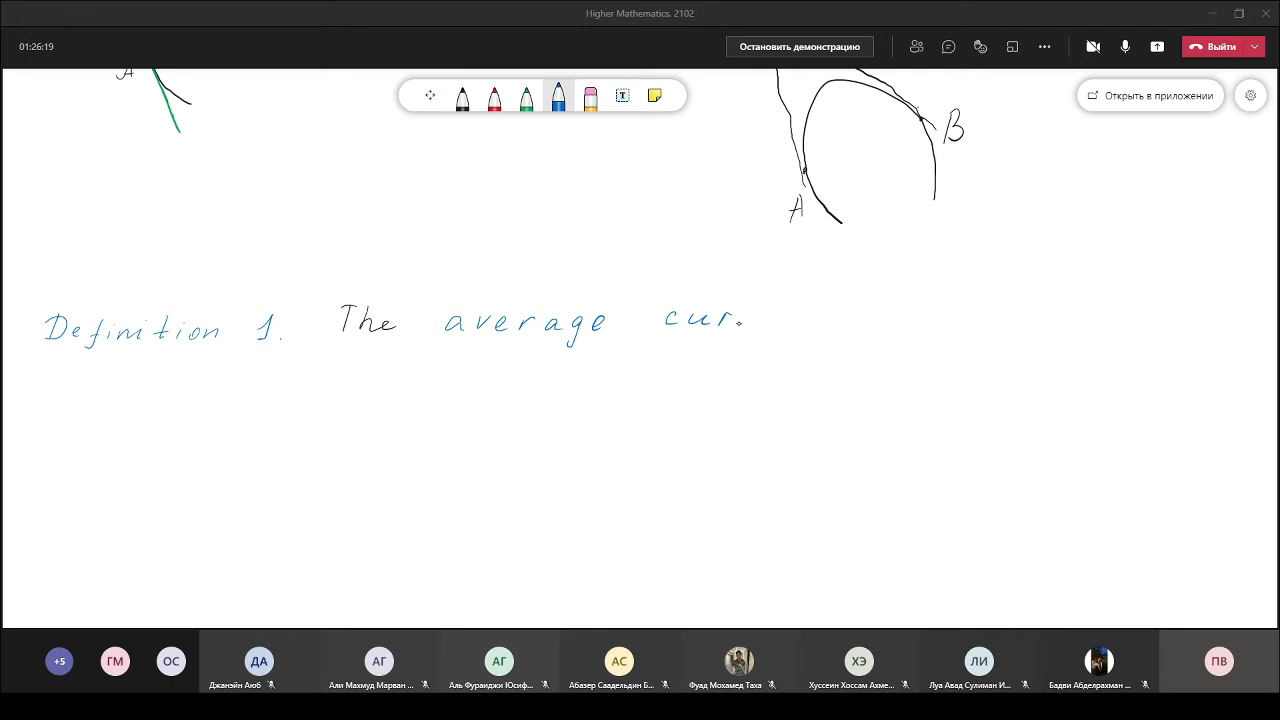 Higher Mathematics, 2102
01:26:19
Остановить демонстрацию
Выйти
Открыть в приложении
A
B
A
Definition 1. The average cur
+5
ГМ
ОС
ДА
АГ
АГ
АС
ХЭ
ЛИ
ПВ
Джанэйн Аюб
Али Махмуд Марван ...
Аль Фураиджи Юсиф...
Абазер Саадельдин Б...
Фуад Мохамед Таха
Хуссеин Хоссам Ахме...
Луа Авад Сулиман И...
Бадви Абделрахман ...